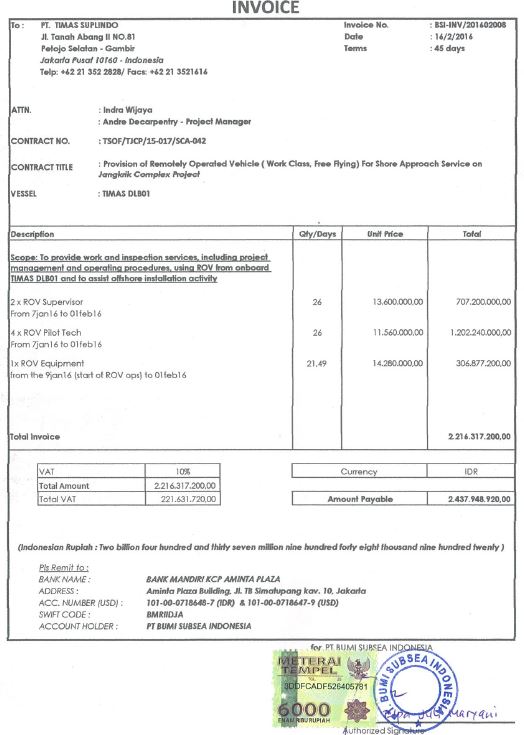 INVOICE
To : PT. TIMAS SUPLINDO Invoice No. : BSI-INV/201602008
Jl. Tanah Abang II NO.81 Date : 16/2/2016
Petojo Selatan - Gambir Terms : 45 days
Jakarta Pusat 10160 - Indonesia
Telp: +62 21 352 2828/ Facs: +62 21 3521616
ATTN. : Indra Wijaya
: Andre Decarpentry - Project Manager
CONTRACT NO. : TSOF/TJCP/15-017/SCA-042
CONTRACT TITLE : Provision of Remotely Operated Vehicle ( Work Class, Free Flying) For Shore Approach Service on
Jangkrik Complex Project
VESSEL : TIMAS DLB01
Description Qty/Days Unit Price Total
Scope: To provide work and inspection services, including project
management and operating procedures, using ROV from onboard
TIMAS DLB01 and to assist offshore installation activity
2 x ROV Supervisor 26 13.600.000,00 707.200.000,00
From 7jan16 to 01feb16
4 x ROV Pilot Tech 26 11.560.000,00 1.202.240.000,00
From 7jan16 to 01feb16
1x ROV Equipment 21.49 14.280.000,00 306.877.200,00
from the 9jan16 (start of ROV ops) to 01feb16
Total Invoice 2.216.317.200,00
VAT 10% Currency IDR
Total Amount 2.216.317.200,00
Total VAT 221.631.720,00 Amount Payable 2.437.948.920,00
(Indonesian Rupiah : Two billion four hundred and thirty seven million nine hundred forty eight thousand nine hundred twenty )
Pls Remit to :
BANK NAME : BANK MANDIRI KCP AMINTA PLAZA
ADDRESS : Aminta Plaza Building, Jl. TB Simatupang kav. 10, Jakarta
ACC. NUMBER (USD) : 101-00-0718648-7 (IDR) & 101-00-0718647-9 (USD)
SWIFT CODE : BMRIIDJA
ACCOUNT HOLDER : PT BUMI SUBSEA INDONESIA
for PT BUMI SUBSEA INDONESIA
METERAI
TEMPEL
3DDFCADF526405781
6000
ENAM RIBU RUPIAH
BUMI SUBSEA INDONESIA
Maryani
Authorized Signature